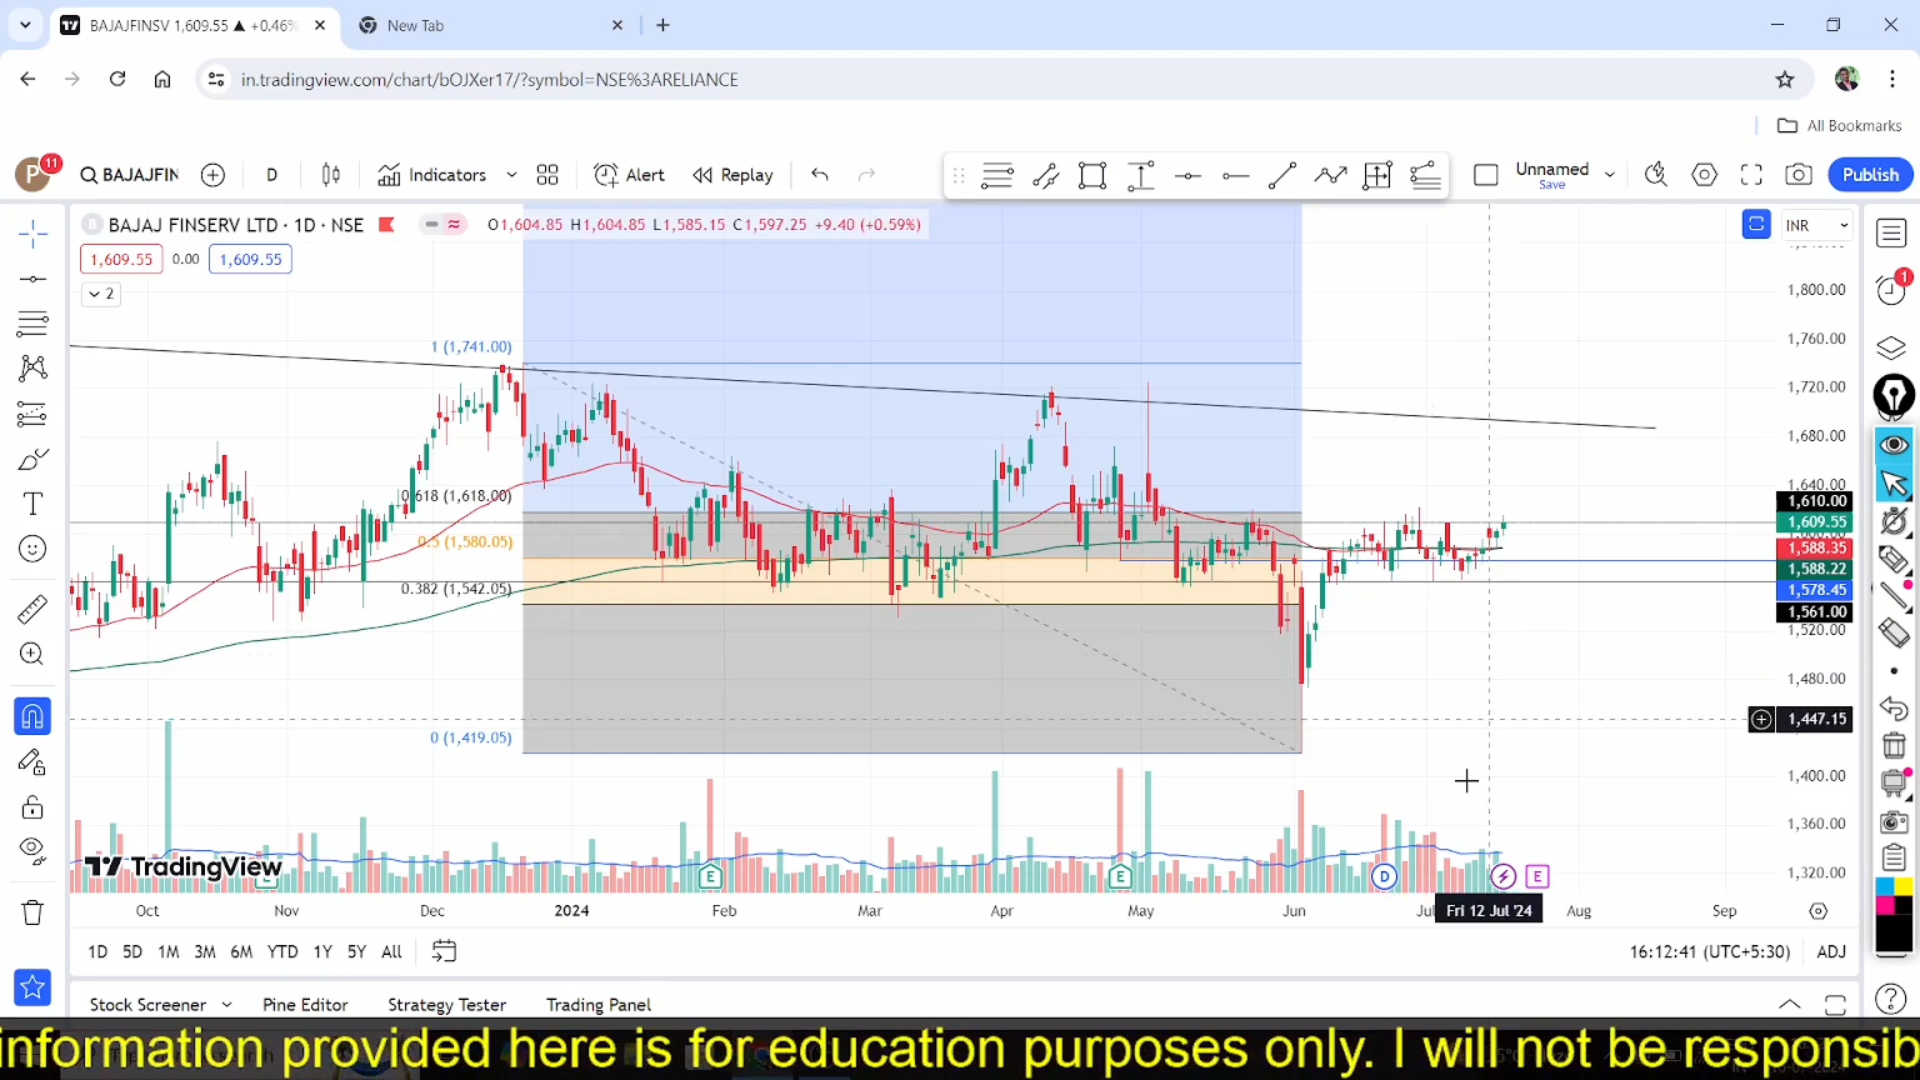 BAJAJFINSV 1,609.55 ▲ +0.46%
New Tab
in.tradingview.com/chart/bOJXer17/?symbol=NSE%3ARELIANCE
All Bookmarks
P
11
BAJAJFIN
D
Indicators
Alert
Replay
Unnamed
Save
Publish
B
BAJAJ FINSERV LTD · 1D · NSE
O1,604.85 H1,604.85 L1,585.15 C1,597.25 +9.40 (+0.59%)
INR
1,609.55
0.00
1,609.55
2
1
1,800.00
1,760.00
1,720.00
1,680.00
1,640.00
1,610.00
1,609.55
1,588.35
1,588.22
1,578.45
1,561.00
1,520.00
1,480.00
1,447.15
1,400.00
1,360.00
1,320.00
1 (1,741.00)
0.618 (1,618.00)
0.5 (1,580.05)
0.382 (1,542.05)
0 (1,419.05)
TradingView
E
E
D
E
Oct
Nov
Dec
2024
Feb
Mar
Apr
May
Jun
Fri 12 Jul '24
Aug
Sep
1D
5D
1M
3M
6M
YTD
1Y
5Y
All
16:12:41 (UTC+5:30)
ADJ
Stock Screener
Pine Editor
Strategy Tester
Trading Panel
information provided here is for education purposes only. I will not be responsib